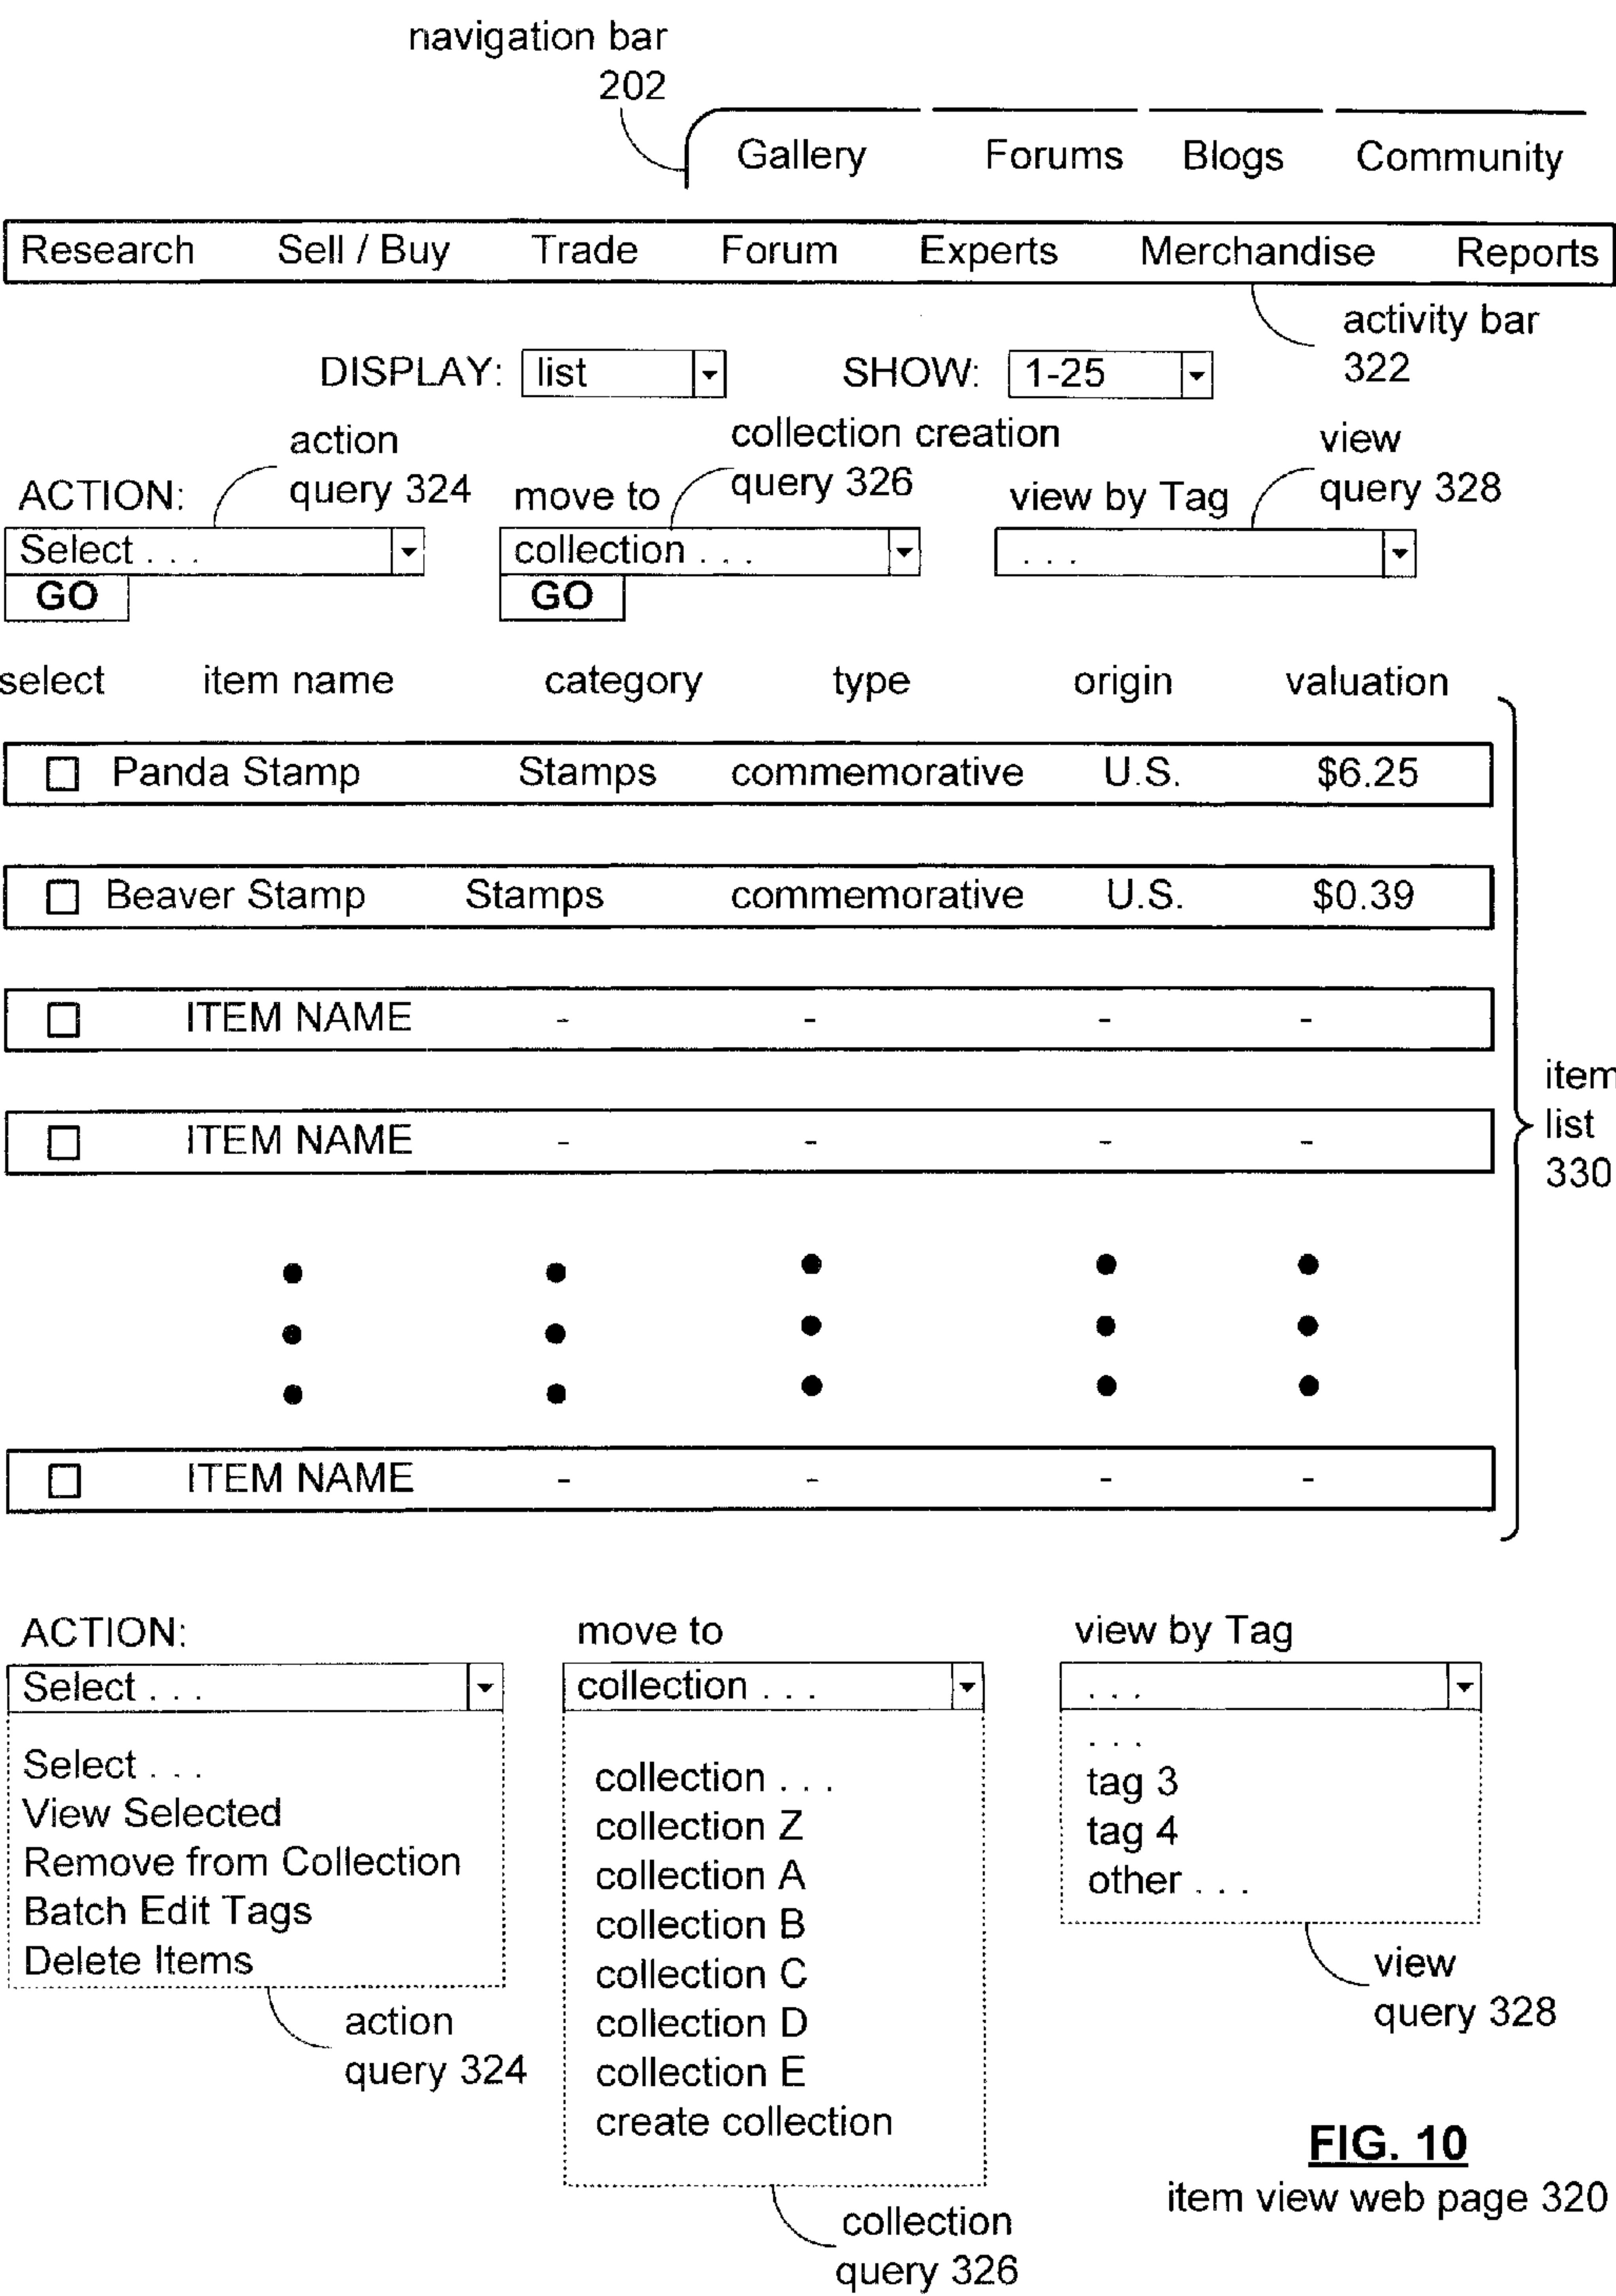 navigation bar
202
Gallery Forums Blogs Community
Research Sell / Buy Trade Forum Experts Merchandise Reports
activity bar
322
DISPLAY: list SHOW: 1-25
action
query 324
collection creation
query 326
view
query 328
ACTION: move to view by Tag
Select . . . collection . . . . . .
GO GO
select item name category type origin valuation
Panda Stamp Stamps commemorative U.S. $6.25
Beaver Stamp Stamps commemorative U.S. $0.39
ITEM NAME - - - -
ITEM NAME - - - -
item
list
330
ITEM NAME - - - -
ACTION: move to view by Tag
Select . . . collection . . . . . .
Select . . .
View Selected
Remove from Collection
Batch Edit Tags
Delete Items
action
query 324
collection . . .
collection Z
collection A
collection B
collection C
collection D
collection E
create collection
collection
query 326
. . .
tag 3
tag 4
other . . .
view
query 328
FIG. 10
item view web page 320